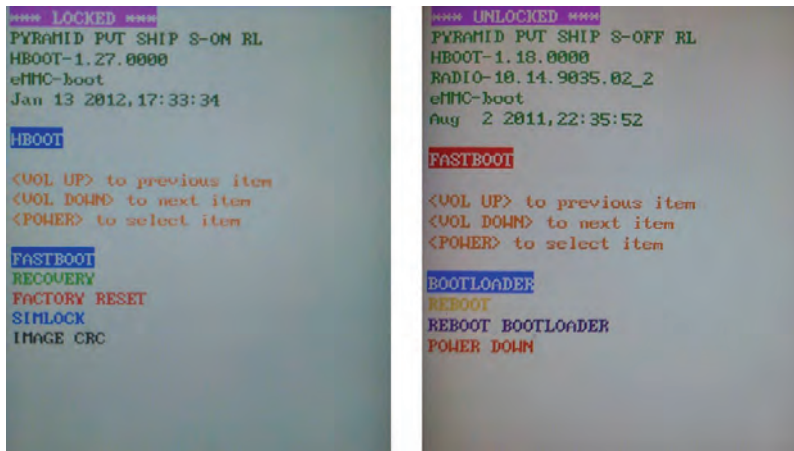 *** LOCKED ***
PYRAMID PVT SHIP S-ON RL
HBOOT-1.27.0000
eMMC-boot
Jan 13 2012,17:33:34
HBOOT
<VOL UP> to previous item
<VOL DOWN> to next item
<POWER> to select item
FASTBOOT
RECOVERY
FACTORY RESET
SIMLOCK
IMAGE CRC
*** UNLOCKED ***
PYRAMID PVT SHIP S-OFF RL
HBOOT-1.18.0000
RADIO-10.14.9035.02_2
eMMC-boot
Aug 2 2011,22:35:52
FASTBOOT
<VOL UP> to previous item
<VOL DOWN> to next item
<POWER> to select item
BOOTLOADER
REBOOT
REBOOT BOOTLOADER
POWER DOWN